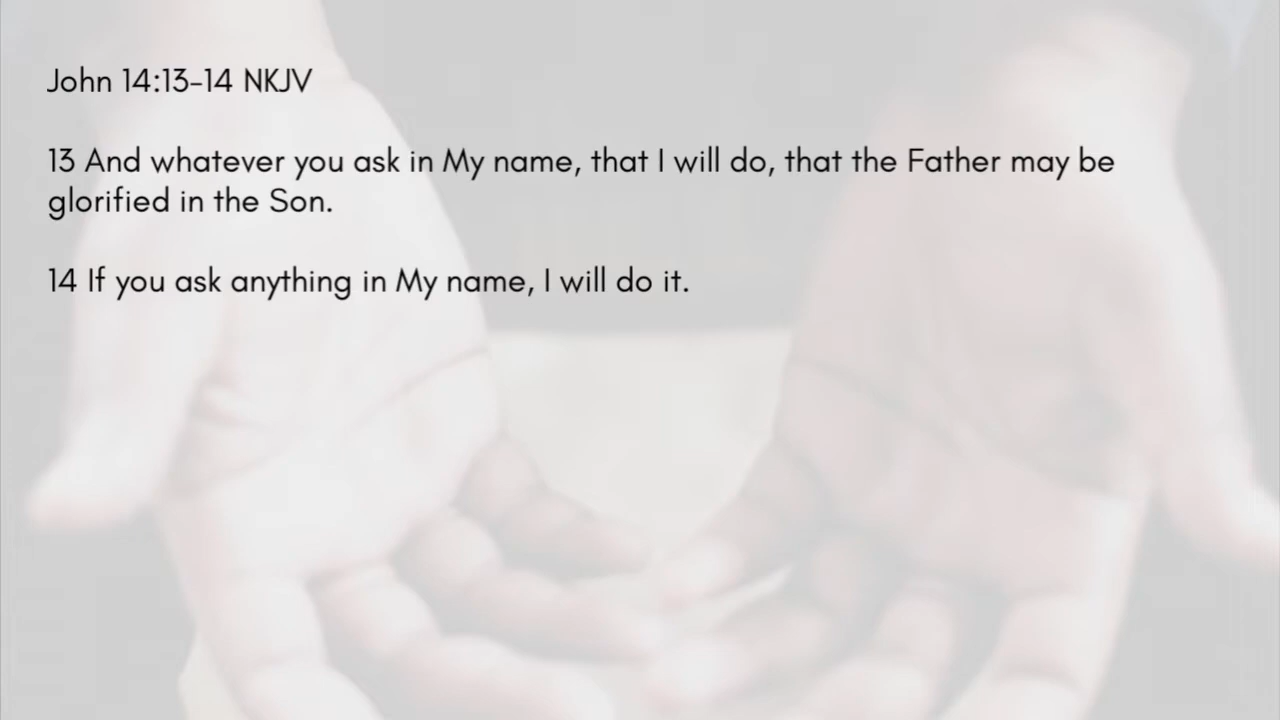 John 14:13-14 NKJV
13 And whatever you ask in My name, that I will do, that the Father may be
glorified in the Son.
14 If you ask anything in My name, I will do it.